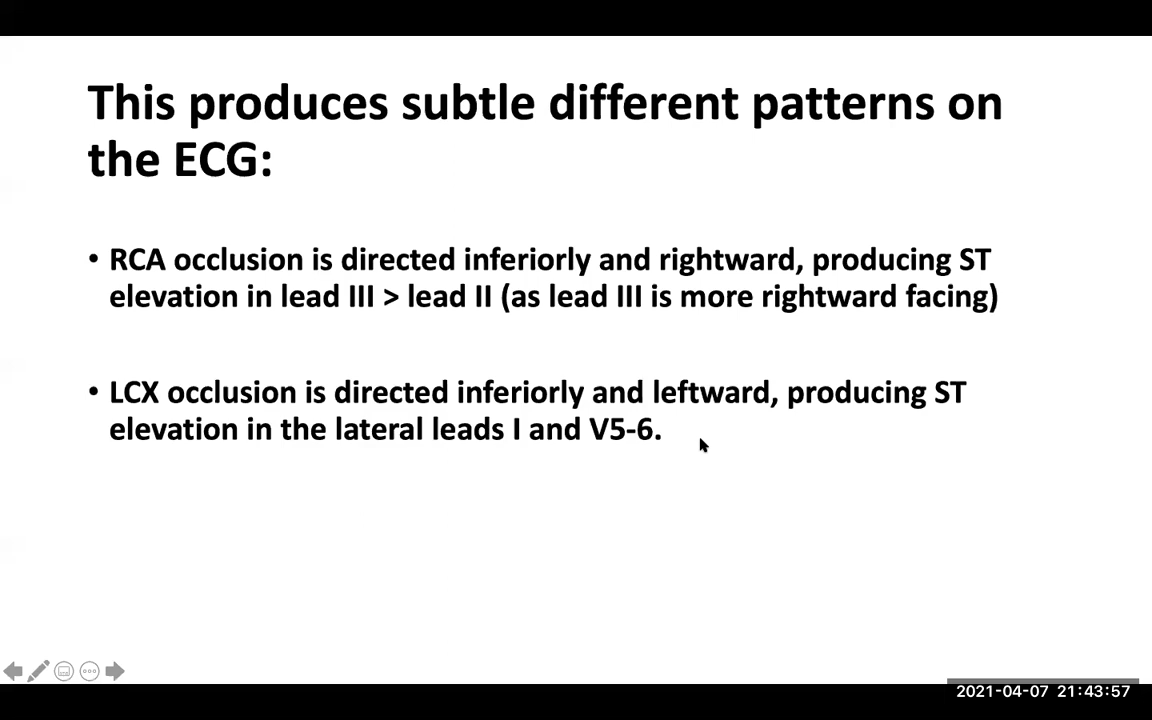 This produces subtle different patterns on
the ECG:
• RCA occlusion is directed inferiorly and rightward, producing ST
elevation in lead III > lead II (as lead III is more rightward facing)
• LCX occlusion is directed inferiorly and leftward, producing ST
elevation in the lateral leads I and V5-6.
2021-04-07 21:43:57